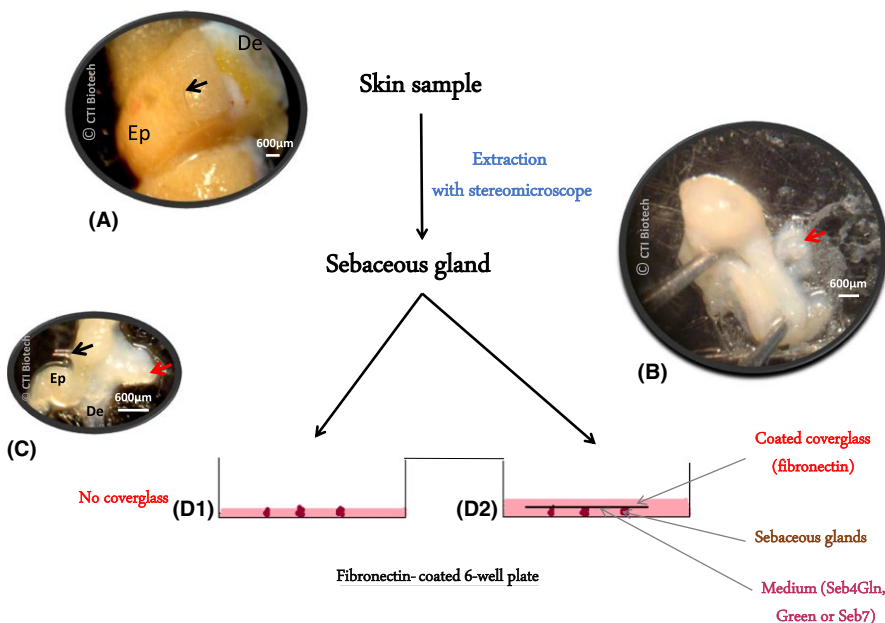 © CTI Biotech
De
Ep
600µm
(A)
Skin sample
Extraction
with stereomicroscope
Sebaceous gland
© CTI Biotech
600µm
(B)
© CTI Biotech
Ep
De
600µm
(C)
No coverglass
(D1)
(D2)
Coated coverglass
(fibronectin)
Sebaceous glands
Medium (Seb4Gln,
Green or Seb7)
Fibronectin- coated 6-well plate